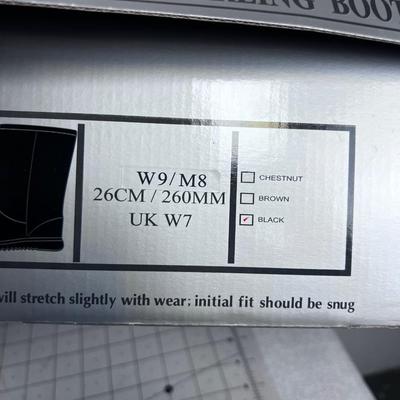 BOOT
W9/M8
26CM / 260MM
UK W7
CHESTNUT
BROWN
BLACK
will stretch slightly with wear; initial fit should be snug